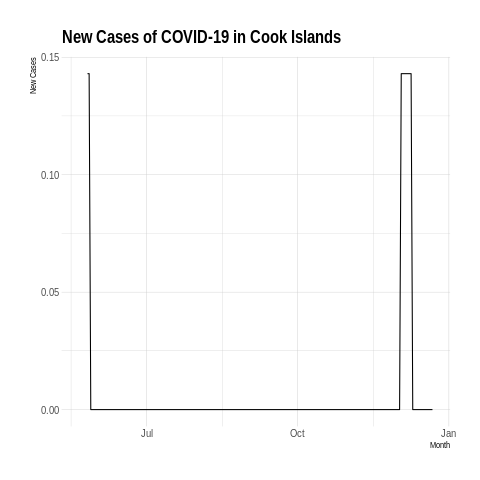 New Cases of COVID-19 in Cook Islands
New Cases
0.15
0.10
0.05
0.00
Jul Oct Jan
Month